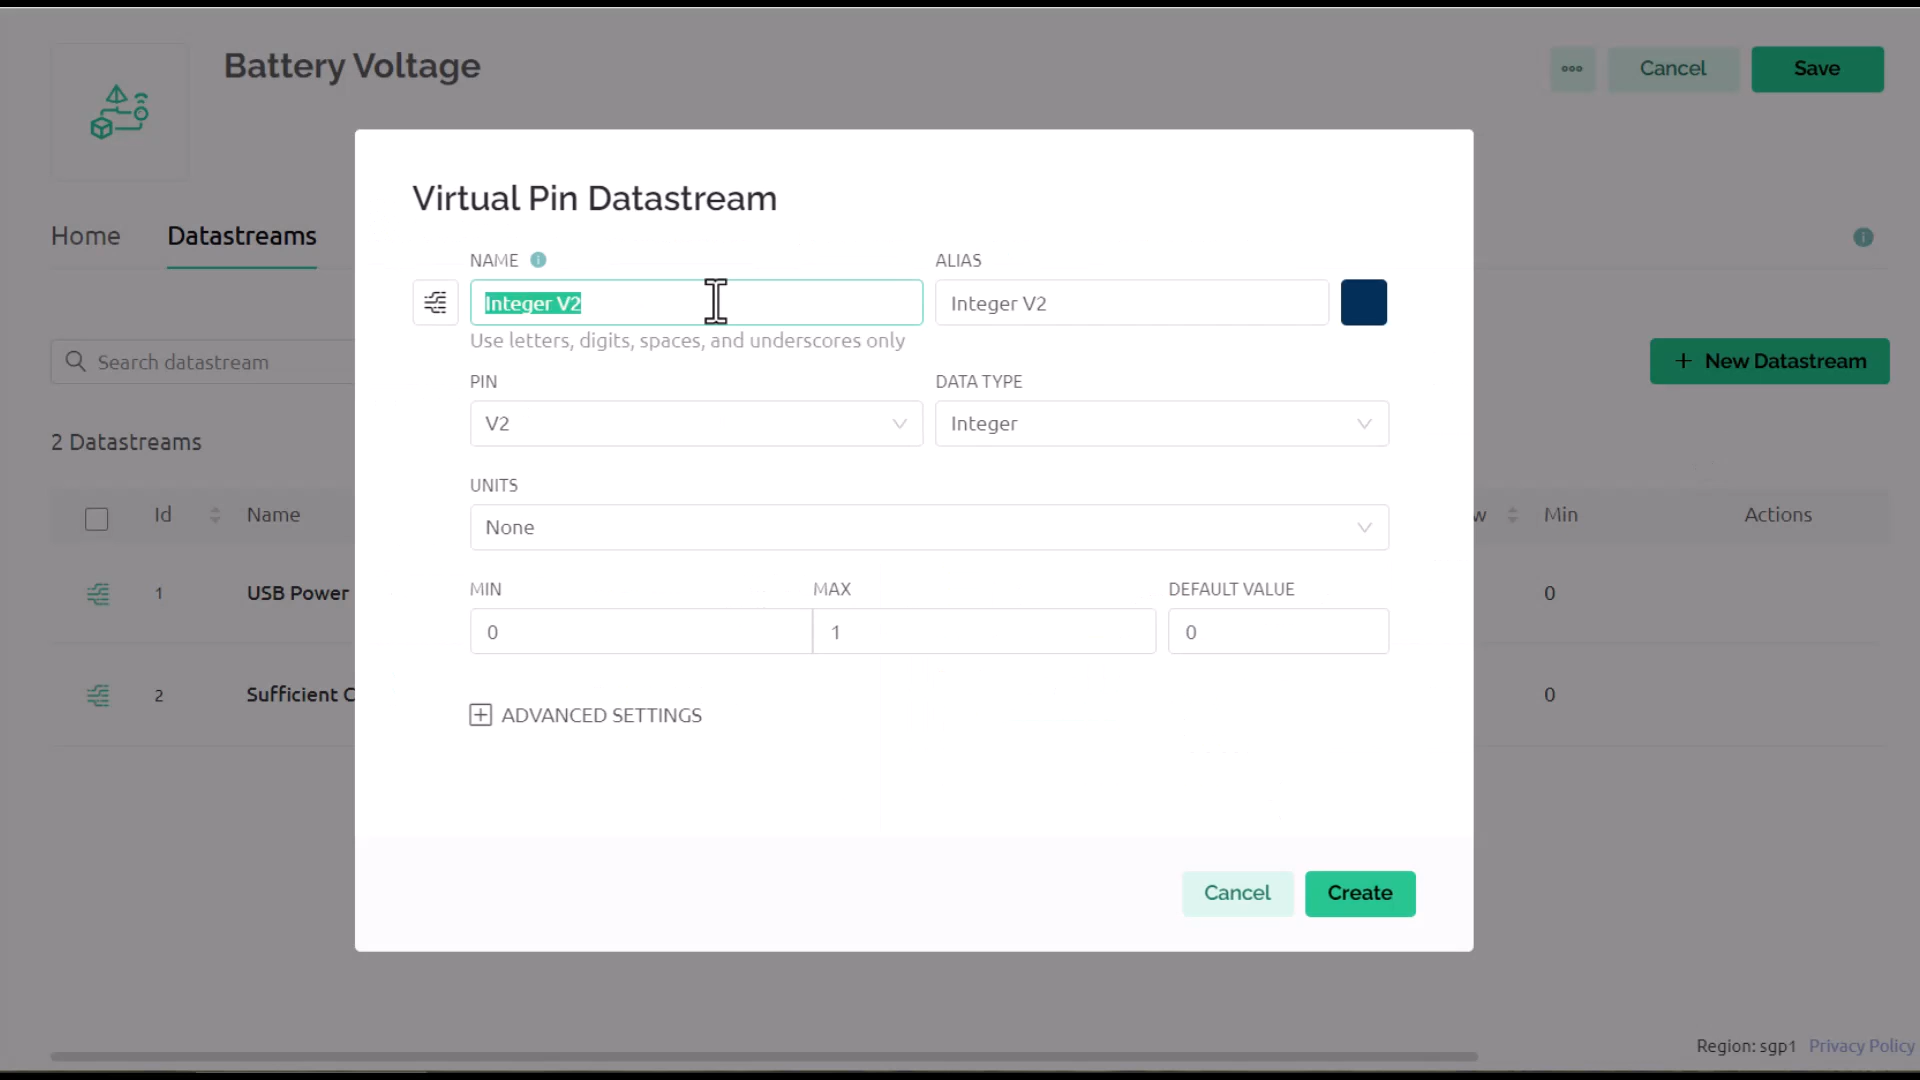 Battery Voltage
Cancel
Save
Virtual Pin Datastream
Home
Datastreams
NAME
ALIAS
Integer V2
Integer V2
Use letters, digits, spaces, and underscores only
Search datastream
+ New Datastream
PIN
DATA TYPE
V2
Integer
2 Datastreams
UNITS
None
Id
Name
w
Min
Actions
MIN
MAX
DEFAULT VALUE
0
1
0
1
USB Power
0
2
Sufficient C
0
ADVANCED SETTINGS
Cancel
Create
Region: sgp1
Privacy Policy